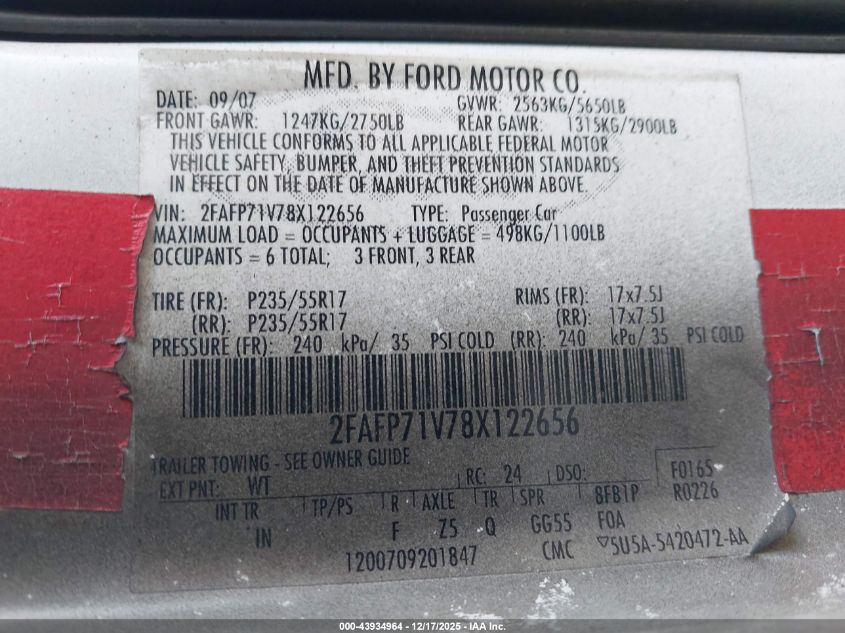 MFD. BY FORD MOTOR CO.
DATE: 09/07 GVWR: 2563KG/5650LB
FRONT GAWR: 1247KG/2750LB REAR GAWR: 1315KG/2900LB
THIS VEHICLE CONFORMS TO ALL APPLICABLE FEDERAL MOTOR
VEHICLE SAFETY, BUMPER, AND THEFT PREVENTION STANDARDS
IN EFFECT ON THE DATE OF MANUFACTURE SHOWN ABOVE.
VIN: 2FAFP71V78X122656 TYPE: Passenger Car
MAXIMUM LOAD = OCCUPANTS + LUGGAGE = 498KG/1100LB
OCCUPANTS = 6 TOTAL; 3 FRONT, 3 REAR
TIRE (FR): P235/55R17 RIMS (FR): 17x7.5J
(RR): P235/55R17 (RR): 17x7.5J
PRESSURE (FR): 240 kPa/ 35 PSI COLD (RR): 240 kPa/ 35 PSI COLD
2FAFP71V78X122656
TRAILER TOWING - SEE OWNER GUIDE
EXT PNT: WT RC: 24 DSO: F0165
INT TR TP/PS R AXLE TR SPR 8FB1P R0226
IN F Z5 Q GG55 FOA
1200709201847 CMC ▽5U5A-5420472-AA
000-43934964 - 12/17/2025 - IAA